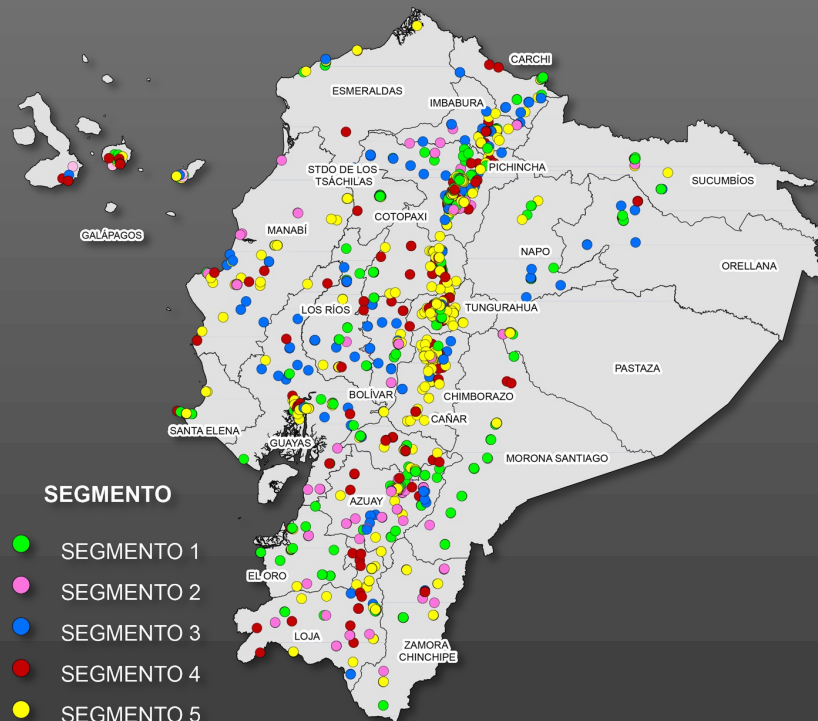 CARCHI
ESMERALDAS
IMBABURA
PICHINCHA
STDO DE LOS
TSÁCHILAS
SUCUMBÍOS
COTOPAXI
MANABÍ
GALÁPAGOS
NAPO
ORELLANA
LOS RÍOS
TUNGURAHUA
PASTAZA
BOLÍVAR
CHIMBORAZO
CAÑAR
SANTA ELENA
GUAYAS
MORONA SANTIAGO
AZUAY
EL ORO
LOJA
ZAMORA
CHINCHIPE
SEGMENTO
SEGMENTO 1
SEGMENTO 2
SEGMENTO 3
SEGMENTO 4
SEGMENTO 5